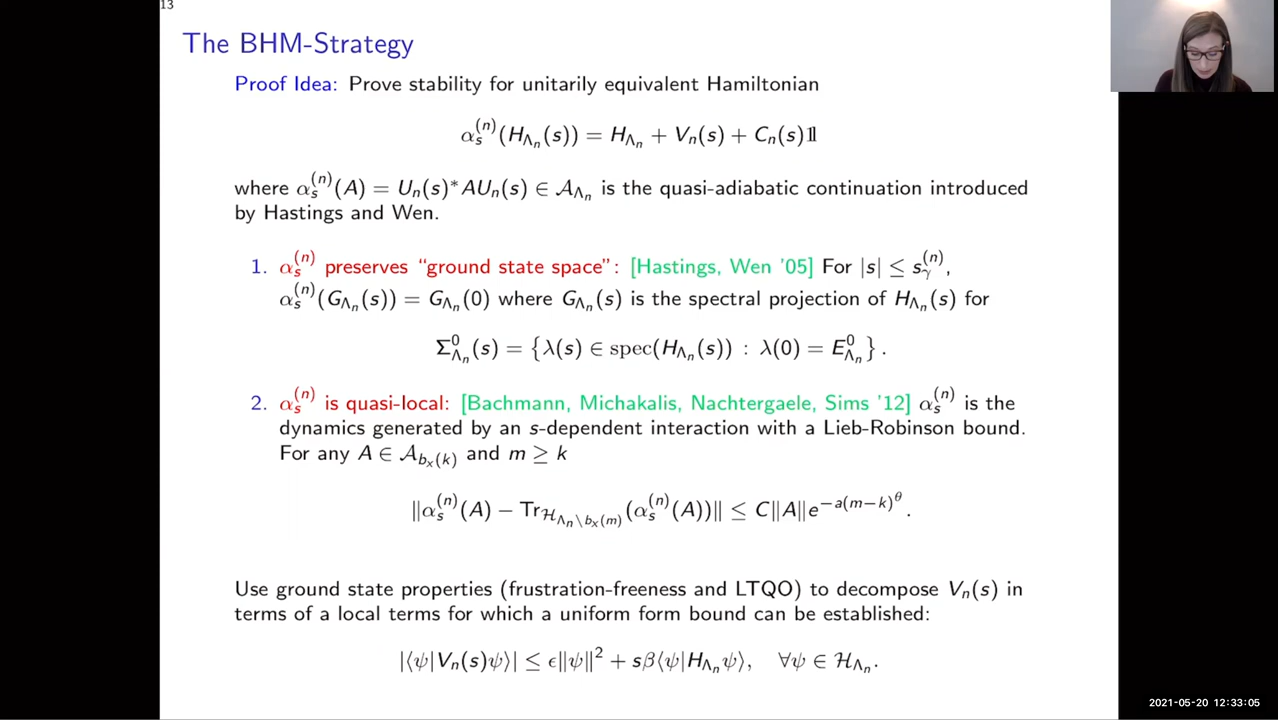 13
The BHM-Strategy
Proof Idea: Prove stability for unitarily equivalent Hamiltonian
α_s^{(n)}(H_{Λ_n}(s)) = H_{Λ_n} + V_n(s) + C_n(s)𝟙
where α_s^{(n)}(A) = U_n(s)*AU_n(s) ∈ 𝒜_{Λ_n} is the quasi-adiabatic continuation introduced
by Hastings and Wen.
1. α_s^{(n)} preserves “ground state space”: [Hastings, Wen '05] For |s| ≤ s_γ^{(n)},
α_s^{(n)}(G_{Λ_n}(s)) = G_{Λ_n}(0) where G_{Λ_n}(s) is the spectral projection of H_{Λ_n}(s) for
Σ^0_{Λ_n}(s) = {λ(s) ∈ spec(H_{Λ_n}(s)) : λ(0) = E^0_{Λ_n}}.
2. α_s^{(n)} is quasi-local: [Bachmann, Michakalis, Nachtergaele, Sims '12] α_s^{(n)} is the
dynamics generated by an s-dependent interaction with a Lieb-Robinson bound.
For any A ∈ 𝒜_{b_x(k)} and m ≥ k
‖α_s^{(n)}(A) − Tr_{ℋ_{Λ_n\b_x(m)}}(α_s^{(n)}(A))‖ ≤ C‖A‖e^{−a(m−k)^θ}.
Use ground state properties (frustration-freeness and LTQO) to decompose V_n(s) in
terms of a local terms for which a uniform form bound can be established:
|⟨ψ|V_n(s)ψ⟩| ≤ ϵ‖ψ‖² + sβ⟨ψ|H_{Λ_n}ψ⟩, ∀ψ ∈ ℋ_{Λ_n}.
2021-05-20 12:33:05